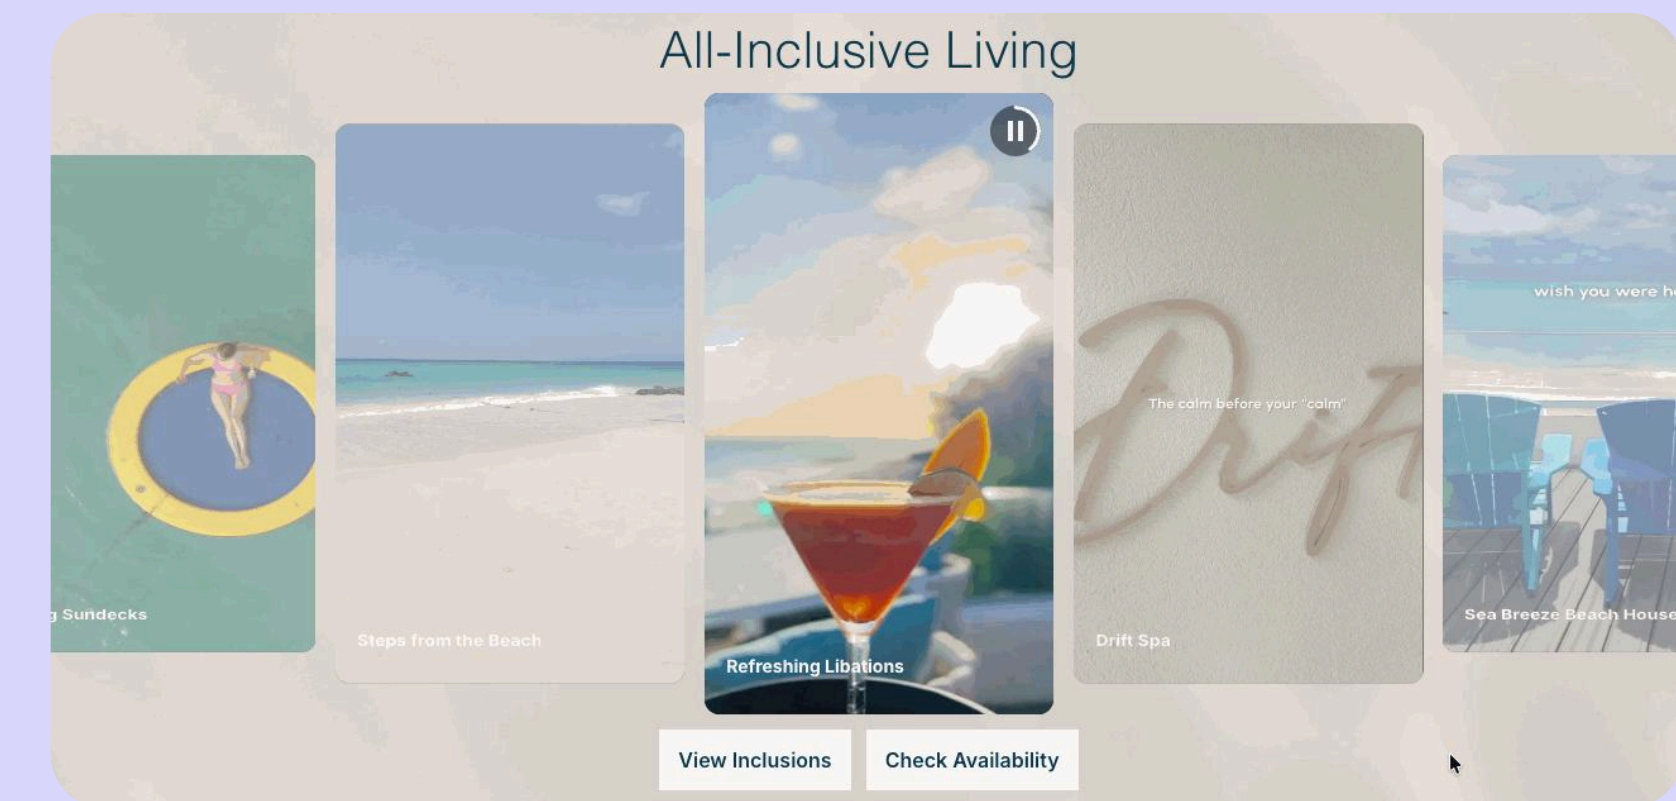 All-Inclusive Living
wish you were
The calm before your "calm"
Drift
Sundecks
Steps from the Beach
Refreshing Libations
Drift Spa
Sea Breeze Beach House
View Inclusions
Check Availability